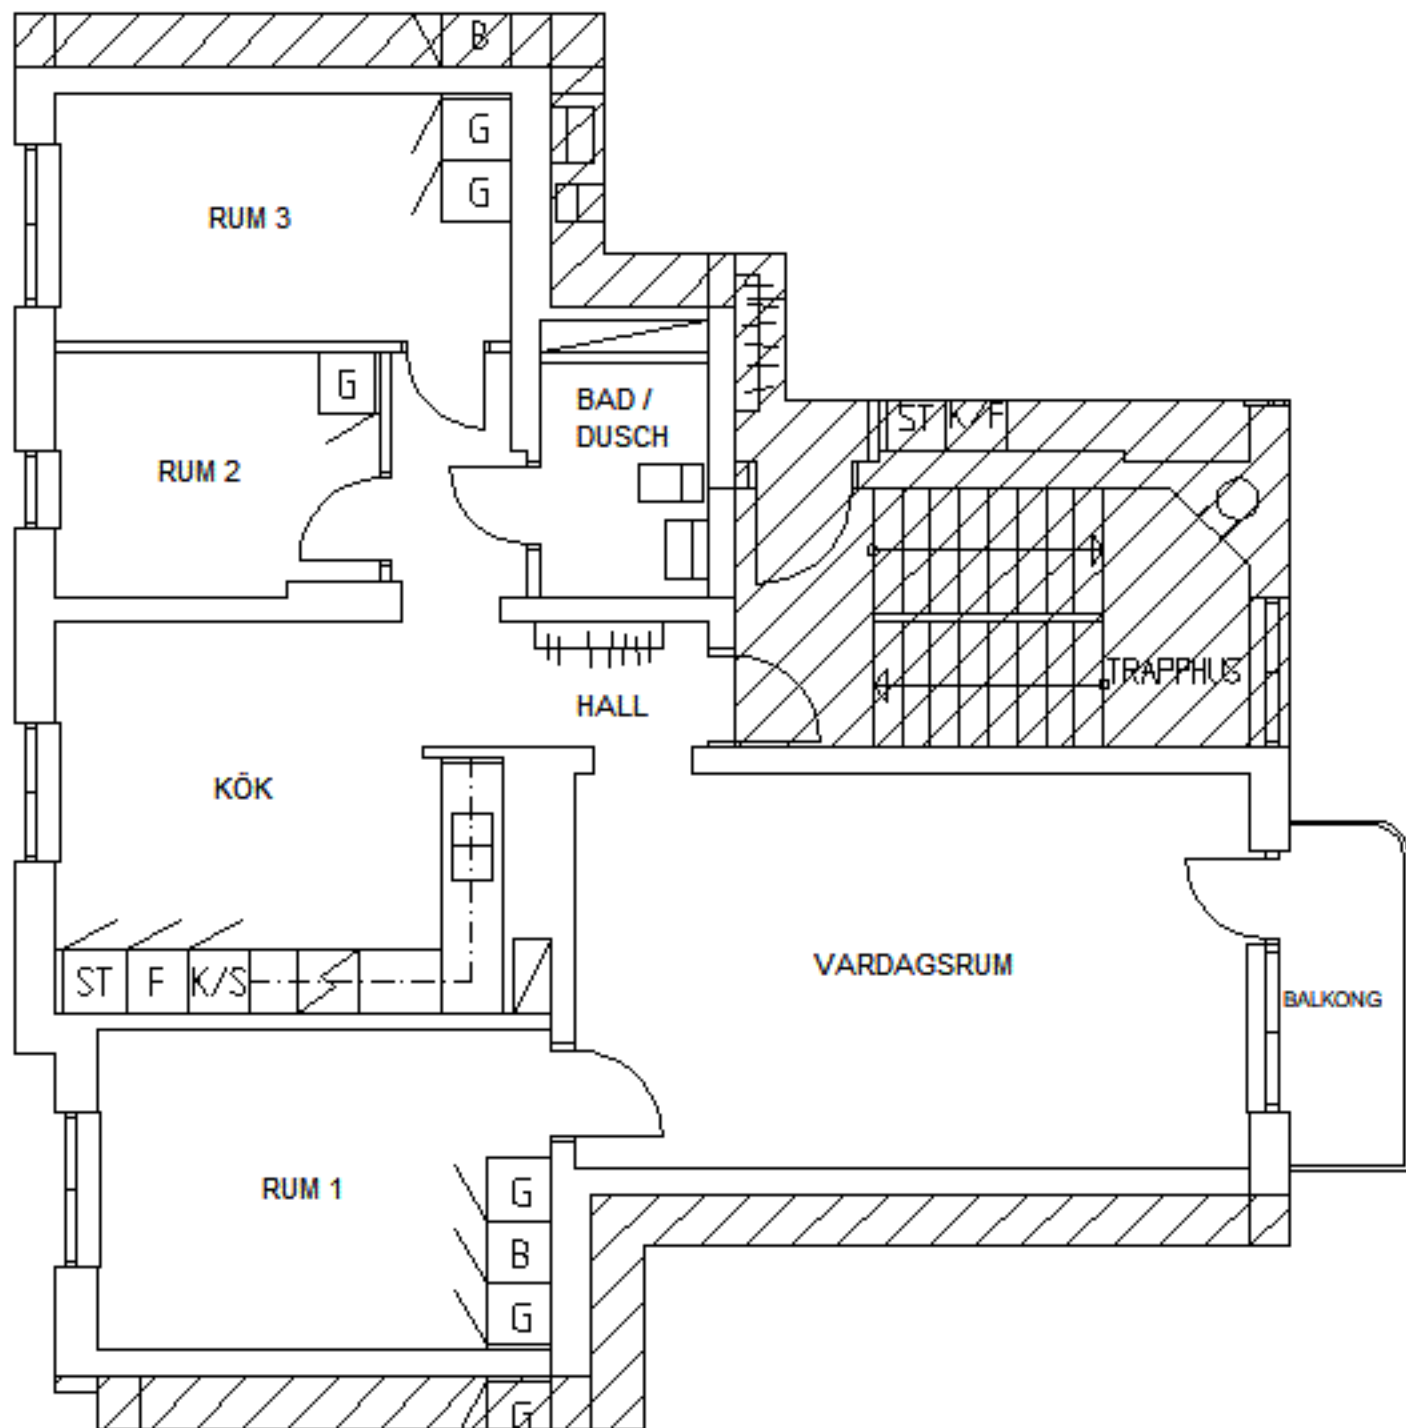 B
G
G
RUM 3
G
BAD /
DUSCH
ST K/F
RUM 2
TRAPPHUS
HALL
KÖK
VARDAGSRUM
ST F K/S
BALKONG
RUM 1
G
B
G
G